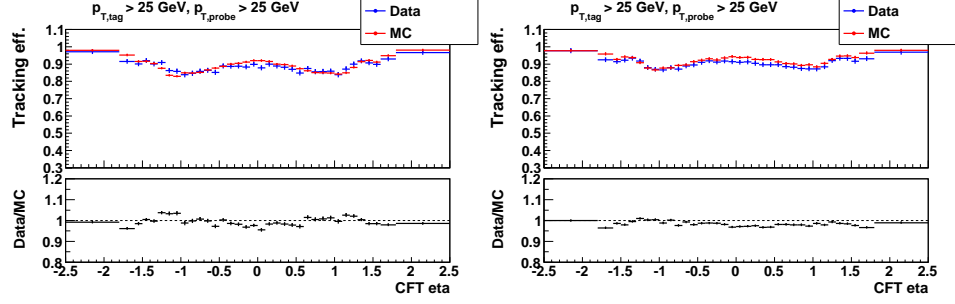 p_T,tag > 25 GeV, p_T,probe > 25 GeV
Data
MC
Tracking eff.
1.1
1
0.9
0.8
0.7
0.6
0.5
0.4
0.3
Data/MC
1.2
1.1
1
0.9
0.8
-2.5 -2 -1.5 -1 -0.5 0 0.5 1 1.5 2 2.5
CFT eta
p_T,tag > 25 GeV, p_T,probe > 25 GeV
Data
MC
Tracking eff.
1.1
1
0.9
0.8
0.7
0.6
0.5
0.4
0.3
Data/MC
1.2
1.1
1
0.9
0.8
-2.5 -2 -1.5 -1 -0.5 0 0.5 1 1.5 2 2.5
CFT eta